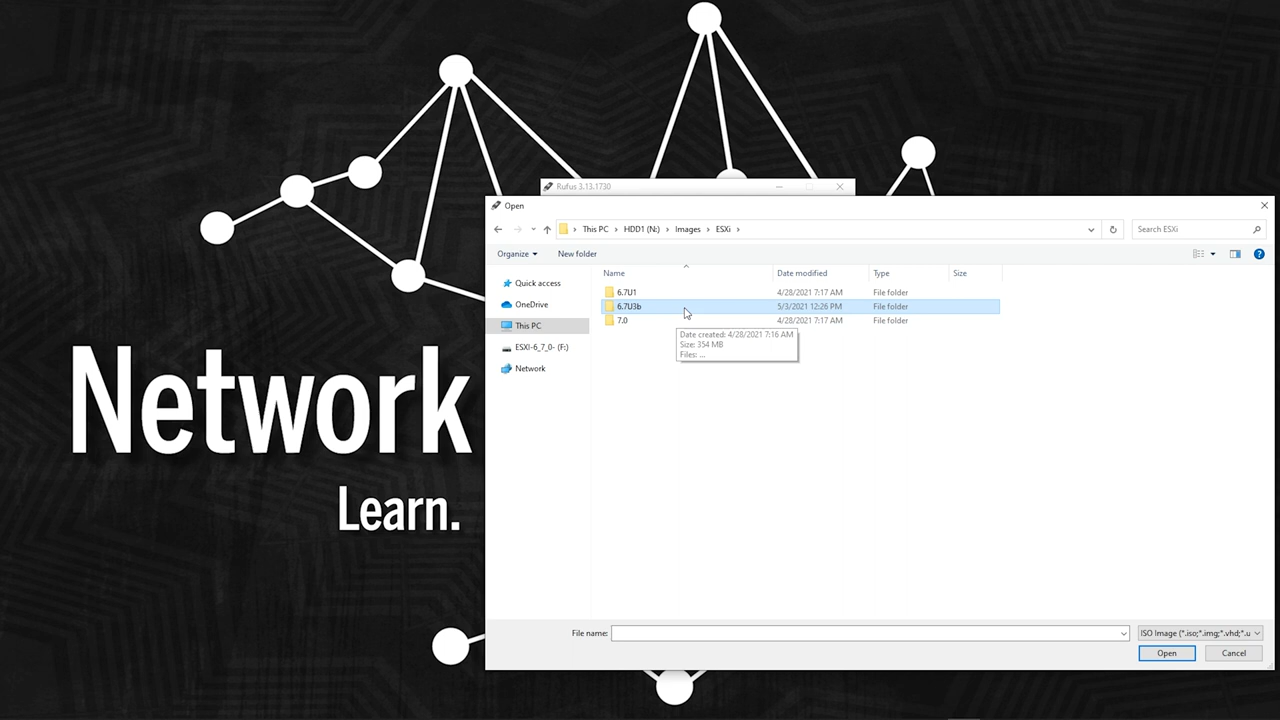 Rufus 3.13.1730
Open
This PC › HDD1 (N:) › Images › ESXi ›
Search ESXi
Organize
New folder
Name
Date modified
Type
Size
Quick access
OneDrive
This PC
ESXI-6_7_0- (F:)
Network
6.7U1 4/28/2021 7:17 AM File folder
6.7U3b 5/3/2021 12:26 PM File folder
7.0 4/28/2021 7:17 AM File folder
Date created: 4/28/2021 7:16 AM
Size: 354 MB
Files: ...
Network
Learn.
File name:
ISO Image (*.iso;*.img;*.vhd;*.u
Open
Cancel